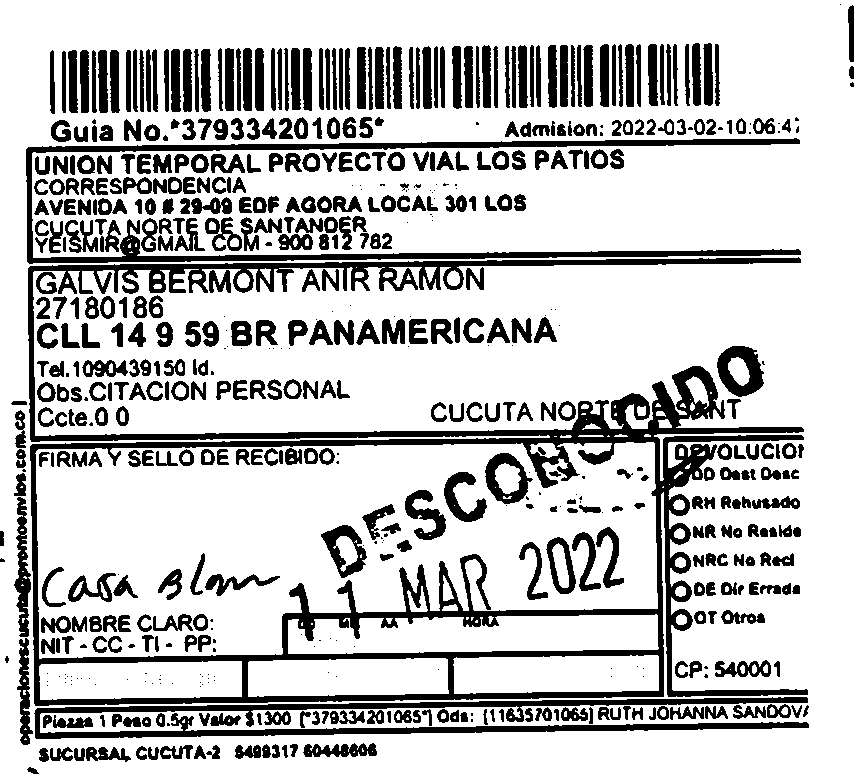 Guia No.*379334201065*
Admision: 2022-03-02-10:06:47
UNION TEMPORAL PROYECTO VIAL LOS PATIOS
CORRESPONDENCIA
AVENIDA 10 # 29-09 EDF AGORA LOCAL 301 LOS
CUCUTA NORTE DE SANTANDER
YEISMIR@GMAIL COM - 900 812 782
GALVIS BERMONT ANIR RAMON
27180186
CLL 14 9 59 BR PANAMERICANA
Tel.1090439150 Id.
Obs.CITACION PERSONAL
Ccte.0 0
CUCUTA NORTE DE SANT
DESCONOCIDO
FIRMA Y SELLO DE RECIBIDO:
DEVOLUCION
DD Dest Desc
RH Rehusado
NR No Reside
NRC No Recl
DE Dir Errada
OT Otros
Casa Blan
11 MAR 2022
NOMBRE CLARO:
AA
HORA
NIT - CC - TI - PP:
CP: 540001
Piezas 1 Peso 0.5gr Valor $1300 [*379334201065*] Ods: [11635701065] RUTH JOHANNA SANDOVA
SUCURSAL CUCUTA-2 5499317 60448606
operacionescucuta@prontoenvios.com.co